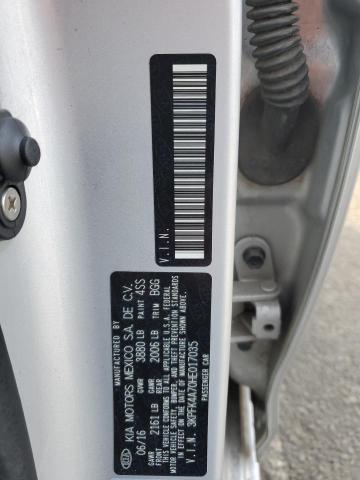 V.I.N.
MANUFACTURED BY
KIA MOTORS MEXICO S.A. DE C.V.
KIA
06/16 GVWR 3880 LB PAINT 4SS
GAWR FRONT 2161 LB GAWR REAR 2006 LB TRIM BGG
THIS VEHICLE CONFORMS TO ALL APPLICABLE U.S.A. FEDERAL
MOTOR VEHICLE SAFETY, BUMPER, AND THEFT PREVENTION STANDARDS
IN EFFECT ON THE DATE OF MANUFACTURE SHOWN ABOVE.
V.I.N. : 3KPFK4A70HE017035
PASSENGER CAR